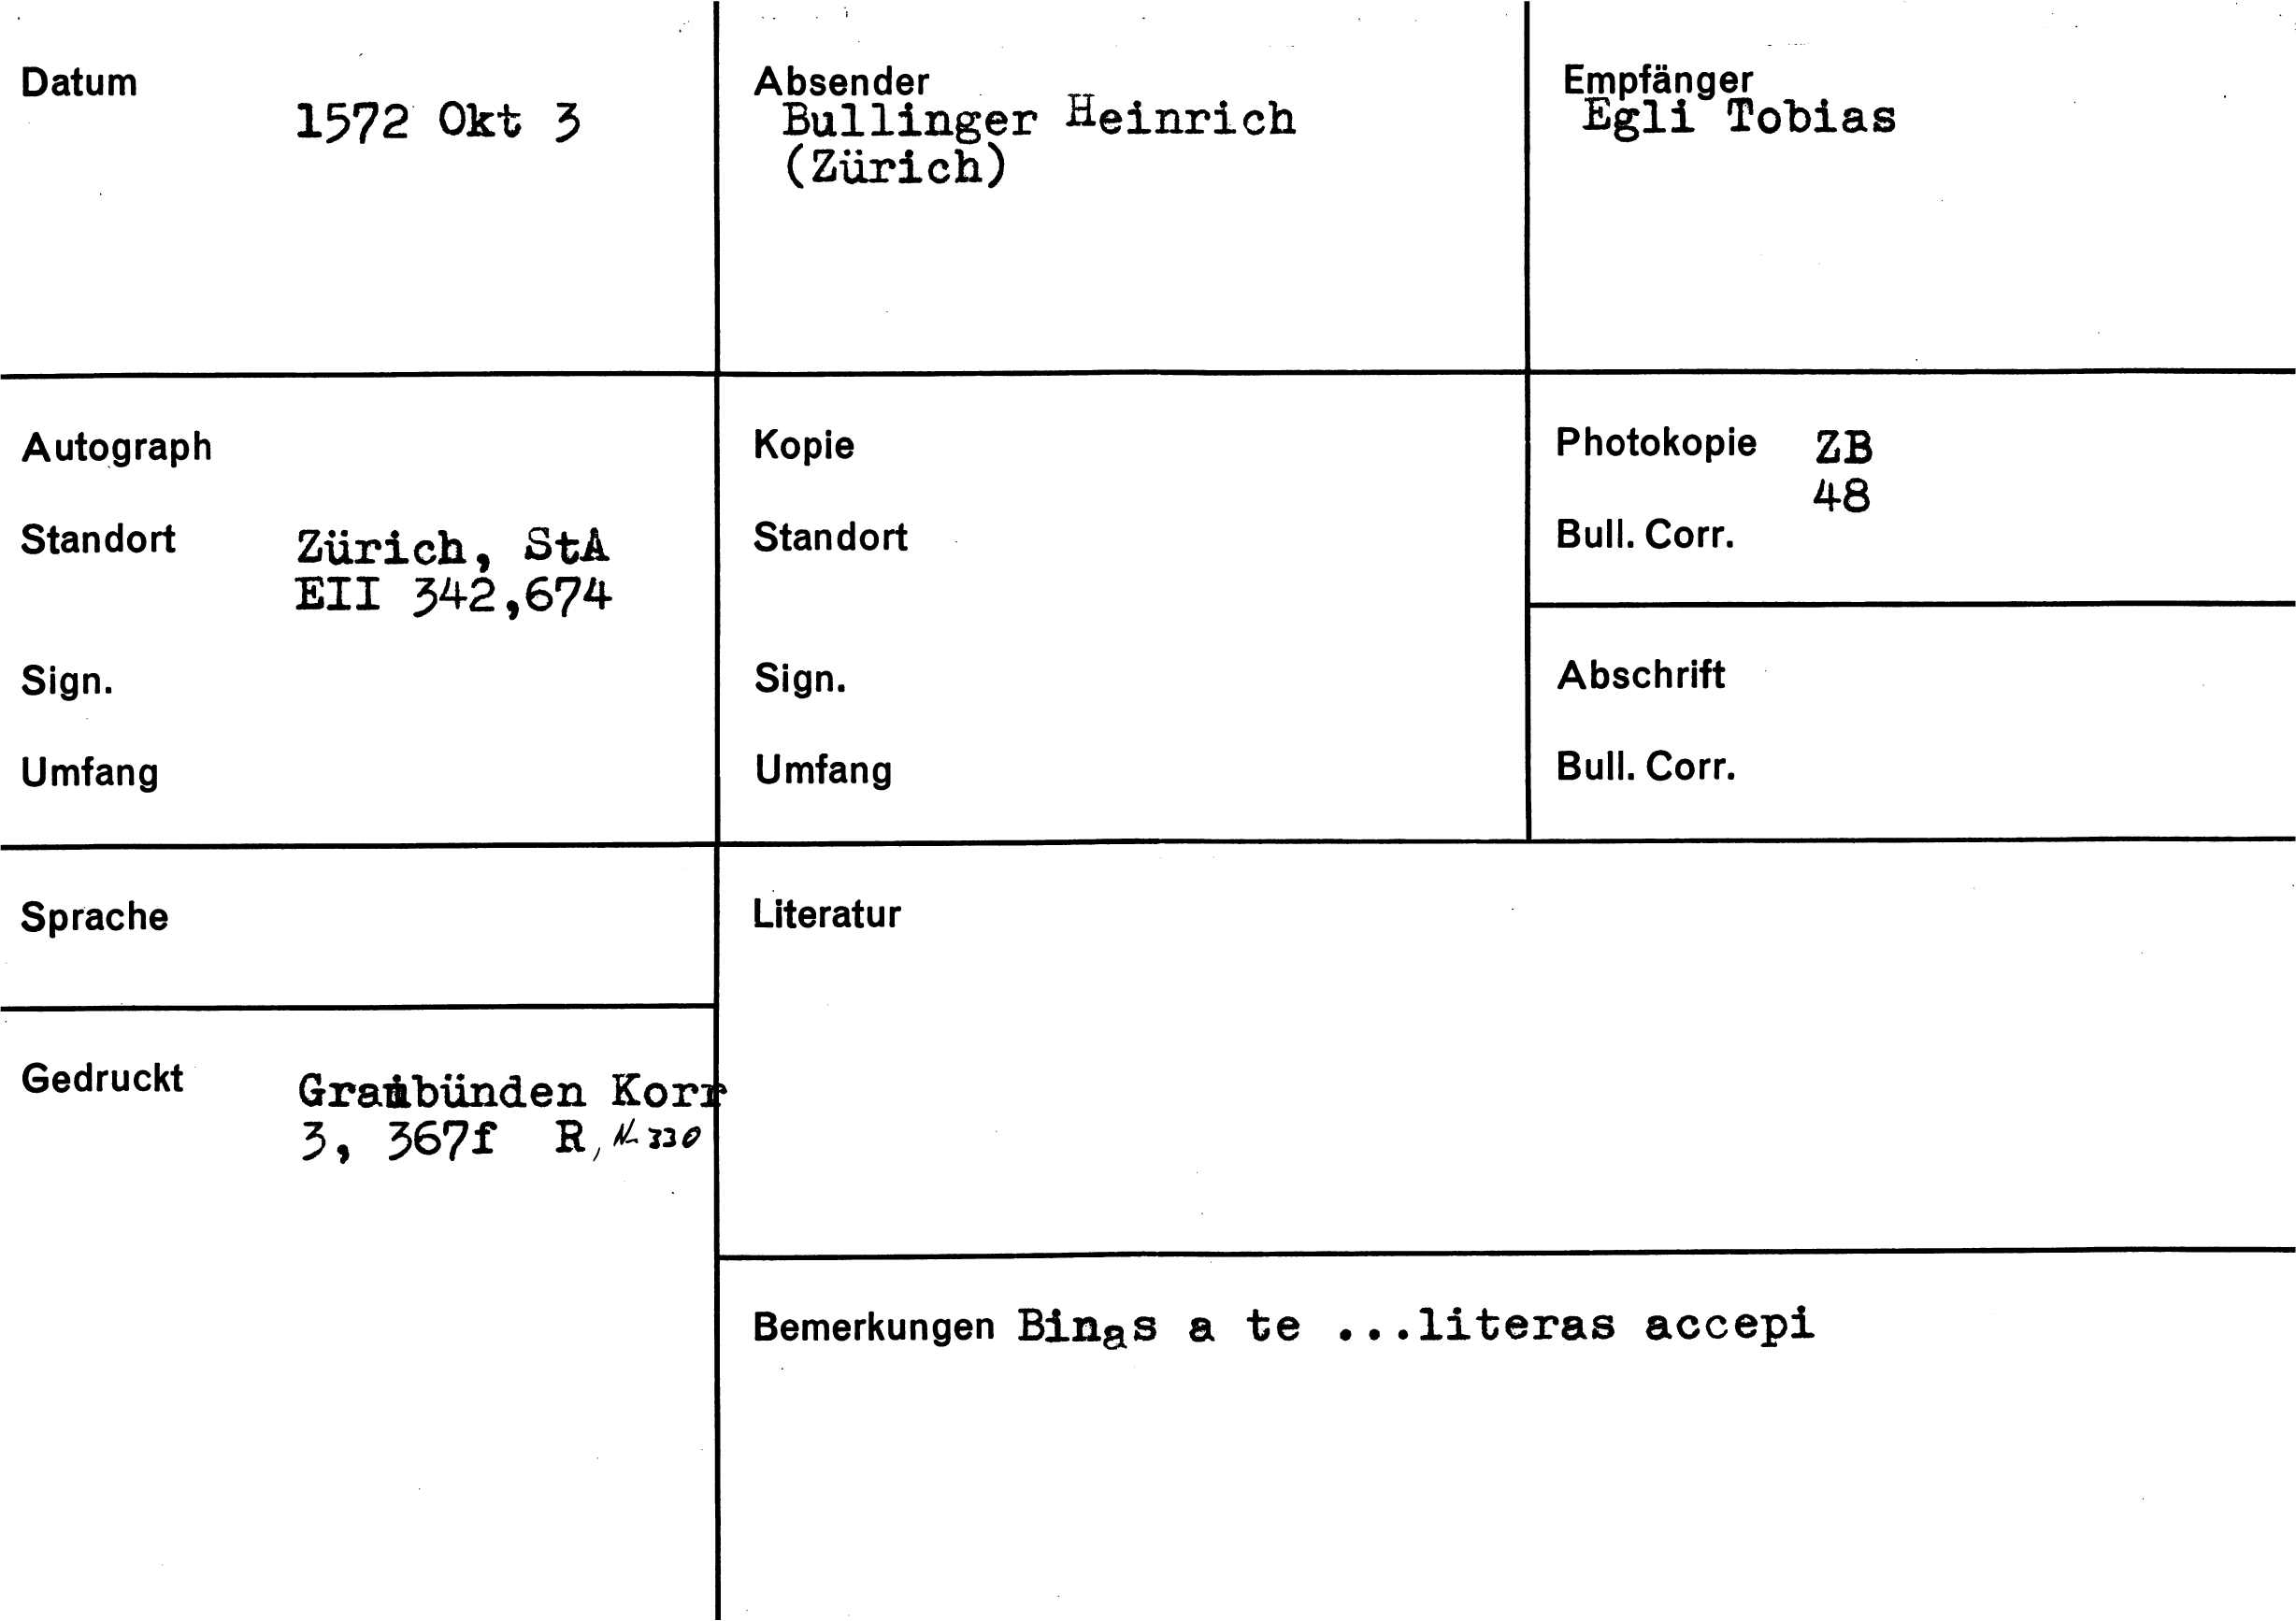 Datum
1572 Okt 3
Absender
Bullinger Heinrich
(Zürich)
Empfänger
Egli Tobias
Autograph
Standort
Zürich, StA
EII 342,674
Sign.
Umfang
Kopie
Standort
Sign.
Umfang
Photokopie ZB
48
Bull. Corr.
Abschrift
Bull. Corr.
Sprache
Literatur
Gedruckt
Graubünden Korr
3, 367f R, N 330
Bemerkungen Binas a te ...literas accepi